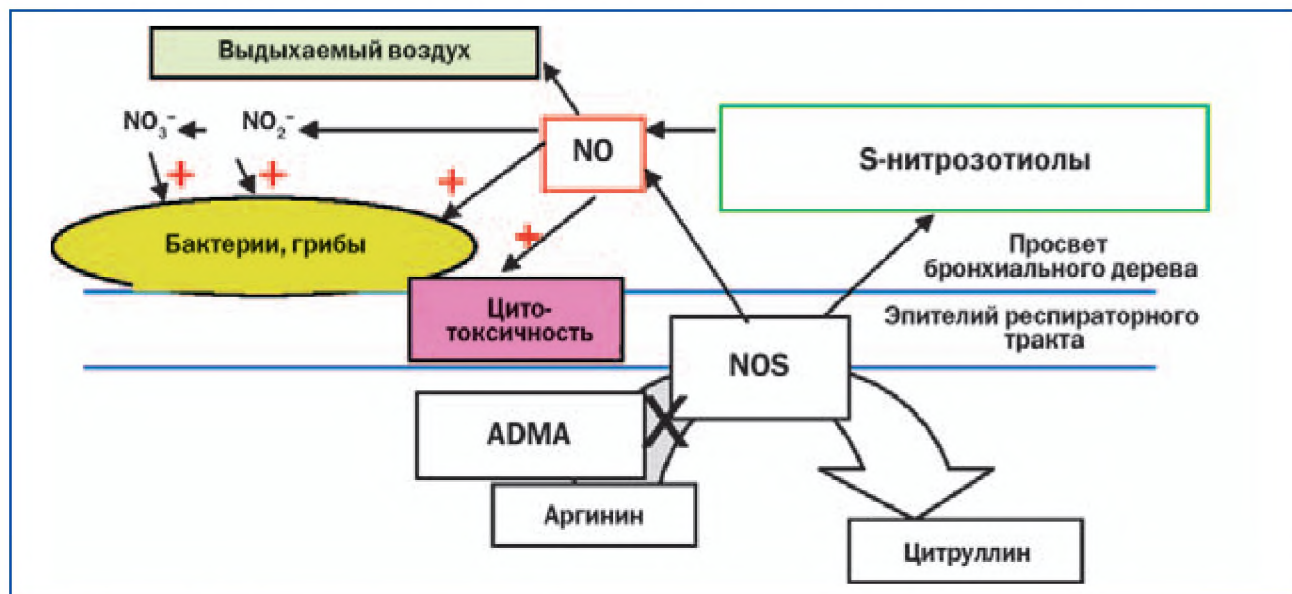 Выдыхаемый воздух
NO₃⁻ NO₂⁻
+ + +
NO
S-нитрозотиолы
+
Бактерии, грибы
Просвет
бронхиального дерева
Цито-
токсичность
Эпителий респираторного
тракта
NOS
ADMA
X
Аргинин
Цитруллин